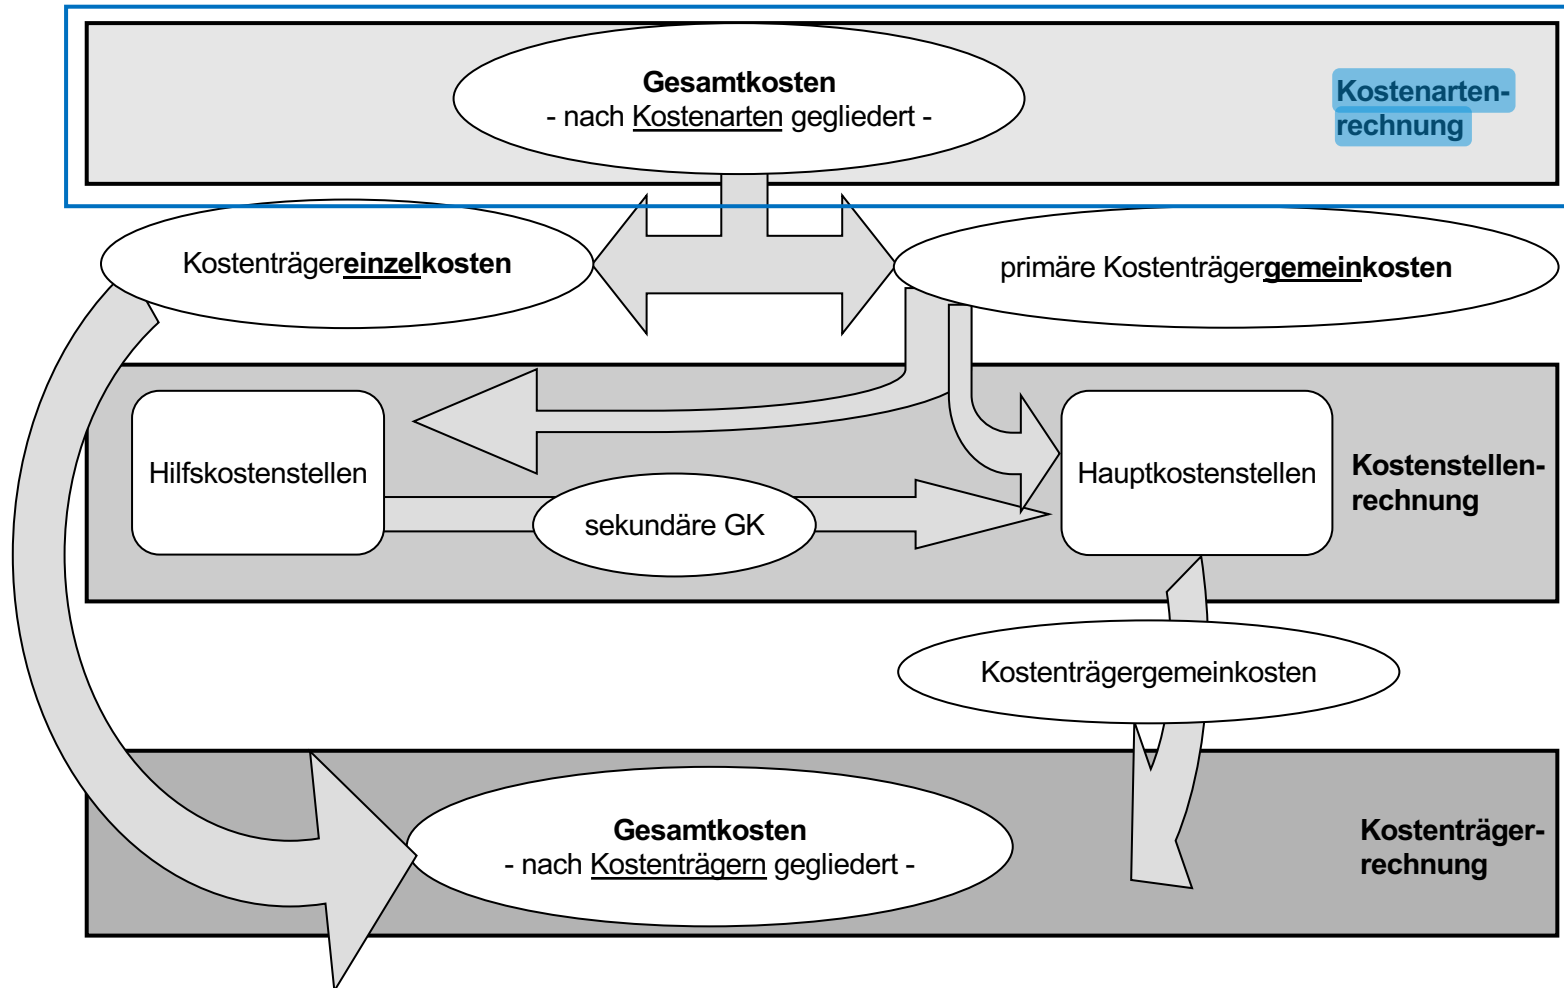 Gesamtkosten
- nach Kostenarten gegliedert -
Kostenarten-
rechnung
Kostenträgereinzelkosten
primäre Kostenträgergemeinkosten
Hilfskostenstellen
sekundäre GK
Hauptkostenstellen
Kostenstellen-
rechnung
Kostenträgergemeinkosten
Gesamtkosten
- nach Kostenträgern gegliedert -
Kostenträger-
rechnung